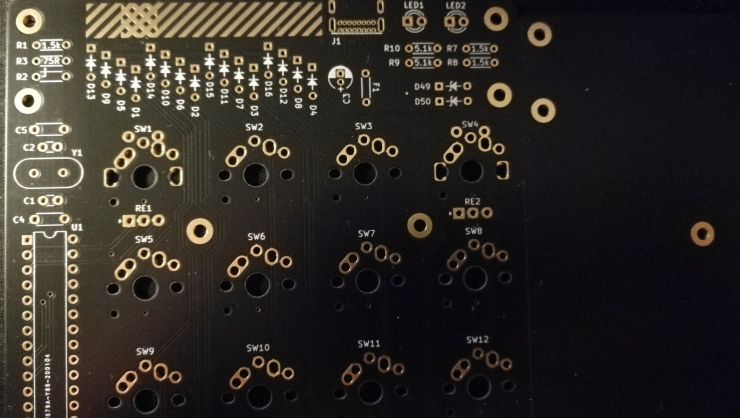 LED1 LED2
J1
R1 1.5k
R3 75R
R2
R10 5.1k R7 1.5k
R9 5.1k R8 1.5k
D13 D9 D5 D1 D14 D10 D6 D2 D15 D11 D7 D3 D16 D12 D8 D4
C3 F1
D49
D50
C5
C2
Y1
SW1 SW2 SW3 SW4
C1
C4
RE1 RE2
U1
SW5 SW6 SW7 SW8
SW9 SW10 SW11 SW12